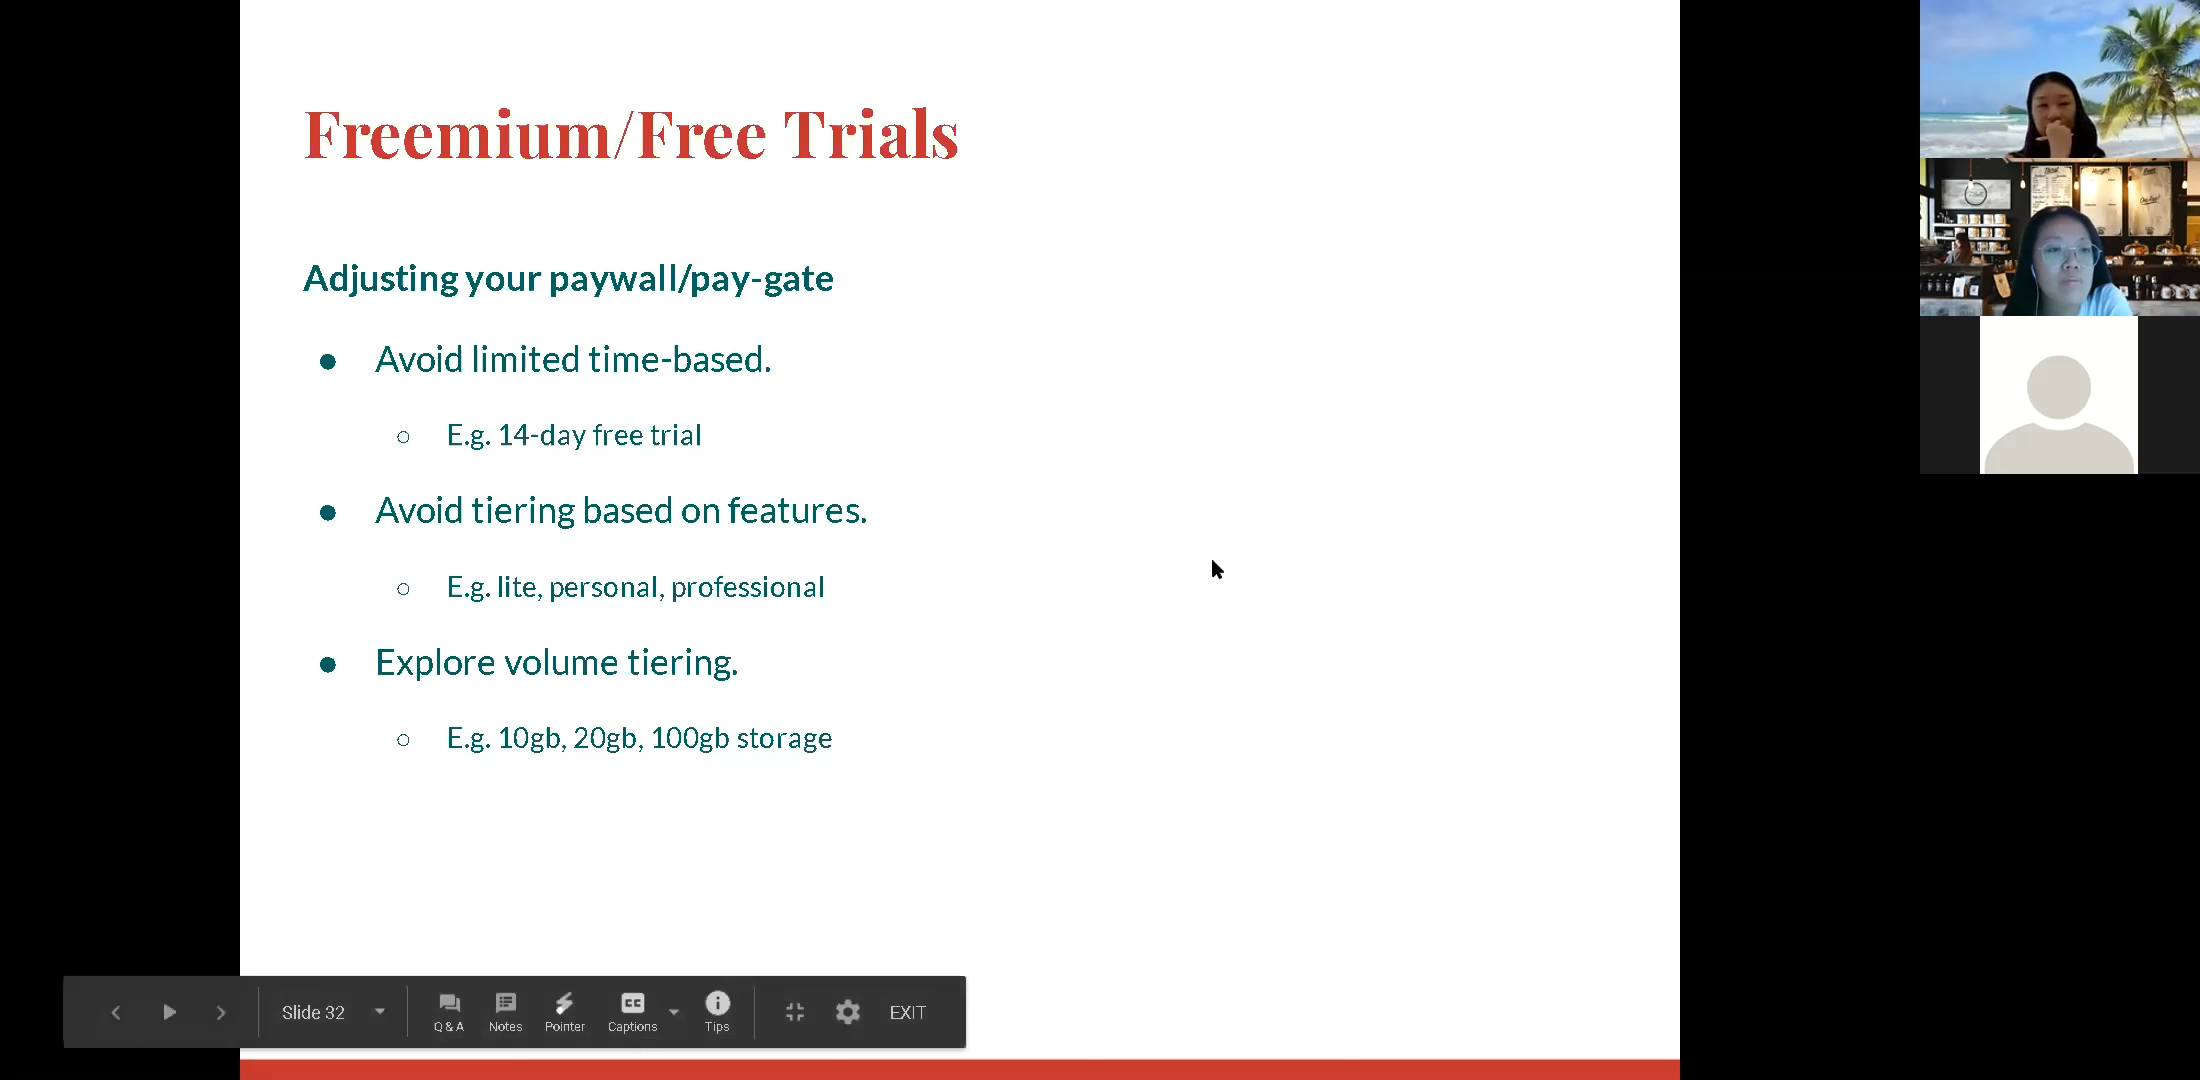 Freemium/Free Trials
Adjusting your paywall/pay-gate
● Avoid limited time-based.
○ E.g. 14-day free trial
● Avoid tiering based on features.
○ E.g. lite, personal, professional
● Explore volume tiering.
○ E.g. 10gb, 20gb, 100gb storage
Slide 32
Q & A
Notes
CC
Pointer
Captions
Tips
EXIT